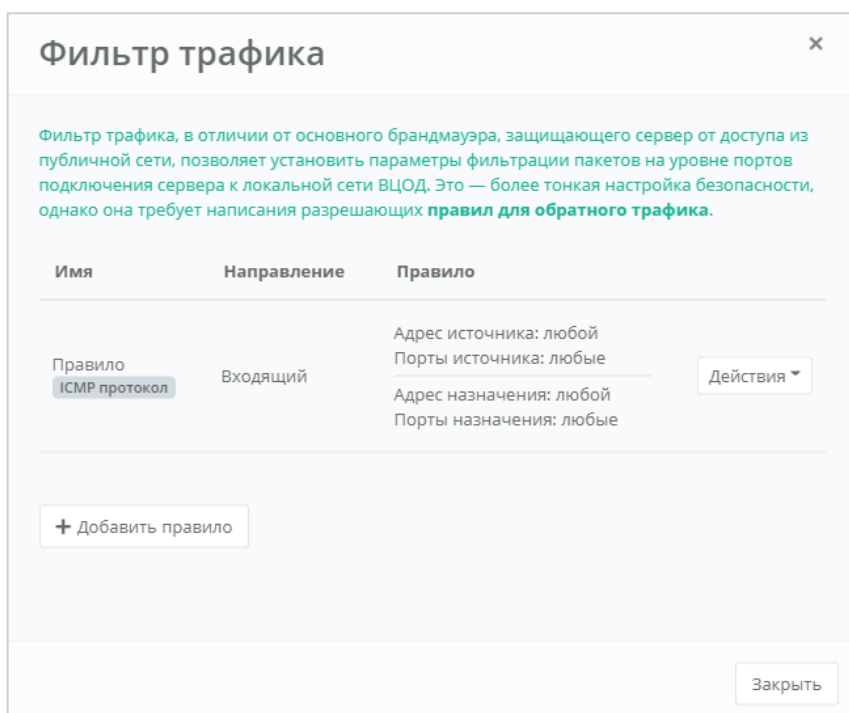 Фильтр трафика
×
Фильтр трафика, в отличии от основного брандмауэра, защищающего сервер от доступа из
публичной сети, позволяет установить параметры фильтрации пакетов на уровне портов
подключения сервера к локальной сети ВЦОД. Это — более тонкая настройка безопасности,
однако она требует написания разрешающих правил для обратного трафика.
Имя Направление Правило
Адрес источника: любой
Порты источника: любые
Правило
ICMP протокол
Входящий
Адрес назначения: любой
Порты назначения: любые
Действия
+ Добавить правило
Закрыть